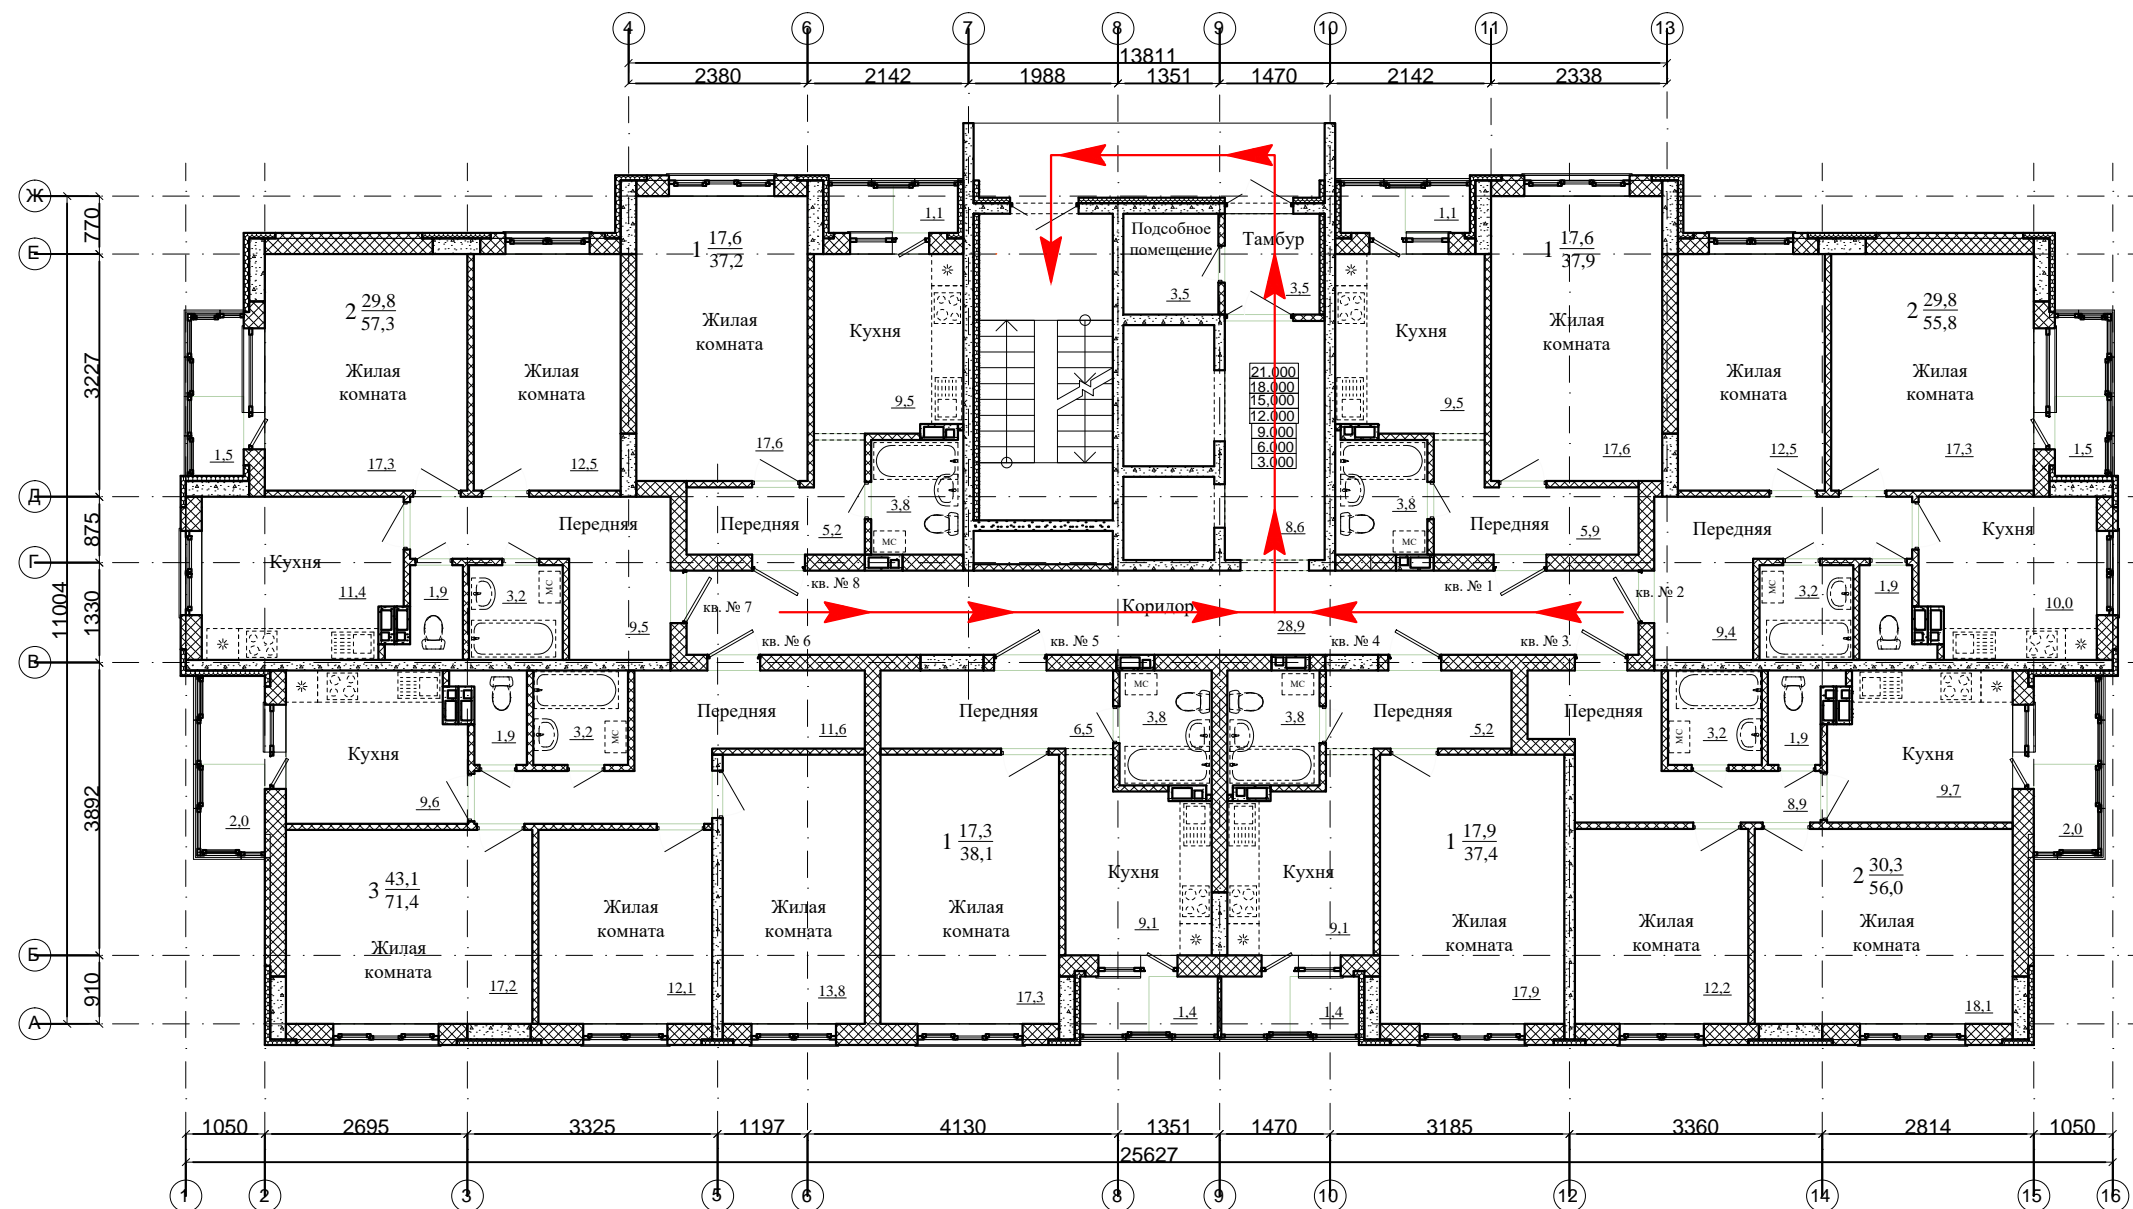 4 6 7 8 9 10 11 13
13811
2380 2142 1988 1351 1470 2142 2338
Ж
770
Е
3227
Д
875
Г
1330
В
3892
Б
910
А
11004
1,1
1,1
1 17,6
37,2
Подсобное
помещение
3,5
Тамбур
3,5
1 17,6
37,9
2 29,8
57,3
2 29,8
55,8
Жилая
комната
17,3
Жилая
комната
12,5
Жилая
комната
17,6
Кухня
9,5
Кухня
9,5
Жилая
комната
17,6
Жилая
комната
12,5
Жилая
комната
17,3
1,5
1,5
21.000
18.000
15,000
12.000
9.000
6.000
3.000
Передняя
9,5
Передняя
5,2
3,8
МС
8,6
3,8
МС
Передняя
5,9
Передняя
9,4
Кухня
11,4
1,9
3,2
МС
МС
3,2
1,9
Кухня
10,0
кв. № 8
кв. № 7
кв. № 6
кв. № 5
Коридор
28,9
кв. № 4
кв. № 3
кв. № 1
кв. № 2
Кухня
9,6
1,9
3,2
МС
Передняя
11,6
Передняя
6,5
МС
3,8
МС
3,8
Передняя
5,2
Передняя
8,9
МС
3,2
1,9
Кухня
9,7
2,0
2,0
3 43,1
71,4
Жилая
комната
17,2
Жилая
комната
12,1
Жилая
комната
13,8
1 17,3
38,1
Жилая
комната
17,3
Кухня
9,1
Кухня
9,1
1 17,9
37,4
Жилая
комната
17,9
Жилая
комната
12,2
2 30,3
56,0
Жилая
комната
18,1
1,4
1,4
1050 2695 3325 1197 4130 1351 1470 3185 3360 2814 1050
25627
1 2 3 5 6 8 9 10 12 14 15 16